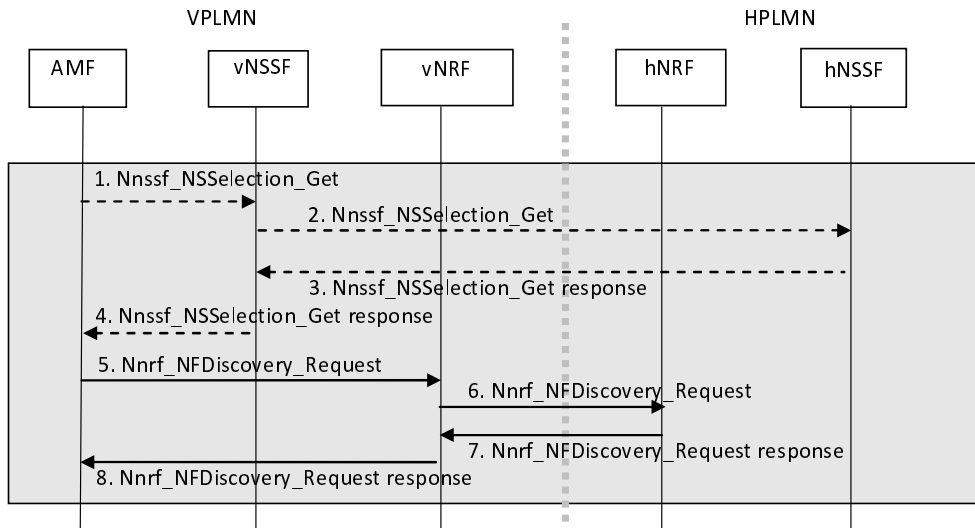 VPLMN
HPLMN
AMF
vNSSF
vNRF
hNRF
hNSSF
1. Nnssf_NSSelection_Get
2. Nnssf_NSSelection_Get
3. Nnssf_NSSelection_Get response
4. Nnssf_NSSelection_Get response
5. Nnrf_NFDiscovery_Request
6. Nnrf_NFDiscovery_Request
7. Nnrf_NFDiscovery_Request response
8. Nnrf_NFDiscovery_Request response